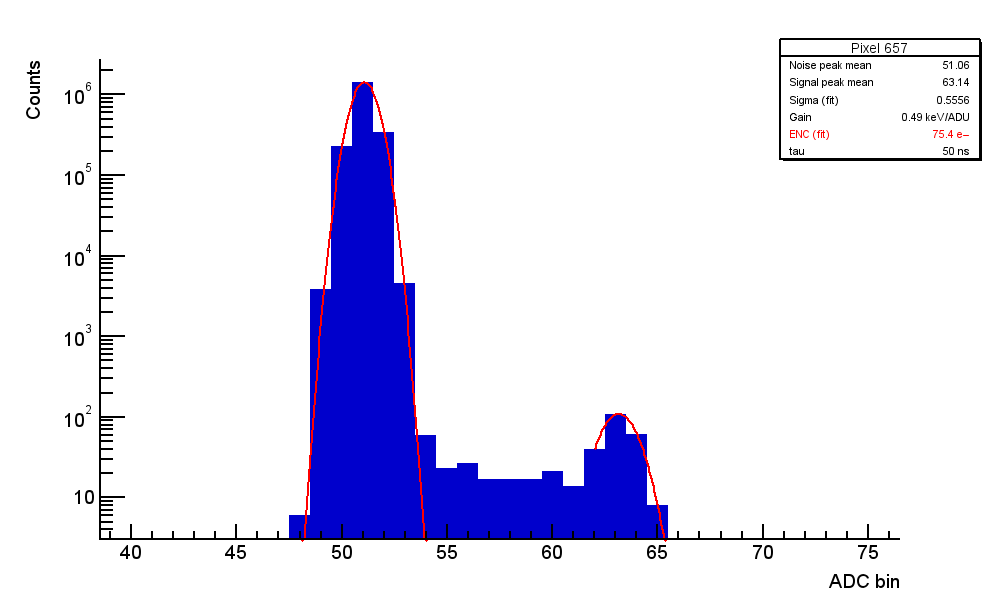 Pixel 657
Noise peak mean 51.06
Signal peak mean 63.14
Sigma (fit) 0.5556
Gain 0.49 keV/ADU
ENC (fit) 75.4 e–
tau 50 ns
Counts
10^6
10^5
10^4
10^3
10^2
10
40 45 50 55 60 65 70 75
ADC bin